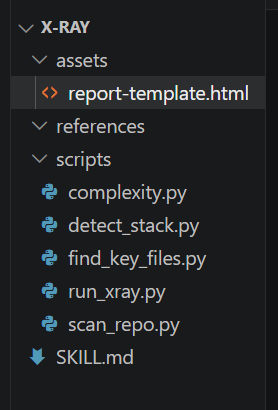 X-RAY
assets
report-template.html
references
scripts
complexity.py
detect_stack.py
find_key_files.py
run_xray.py
scan_repo.py
SKILL.md